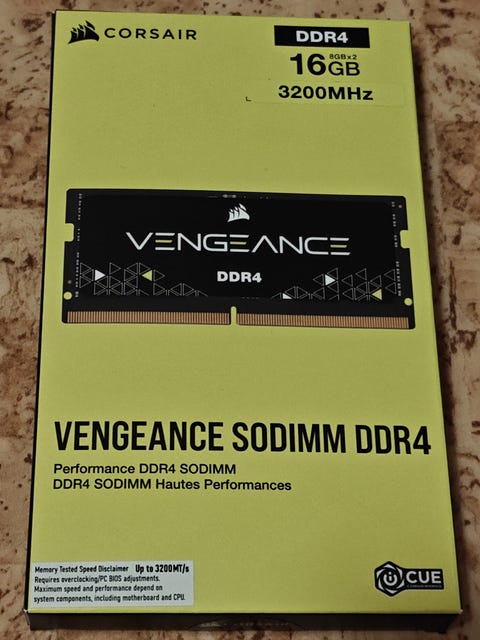 CORSAIR
DDR4
16GB 8GBx2
3200MHz
VENGEANCE
DDR4
VENGEANCE SODIMM DDR4
Performance DDR4 SODIMM
DDR4 SODIMM Hautes Performances
Memory Tested Speed Disclaimer Up to 3200MT/s
Requires overclocking/PC BIOS adjustments.
Maximum speed and performance depend on
system components, including motherboard and CPU.
iCUE
CORSAIR